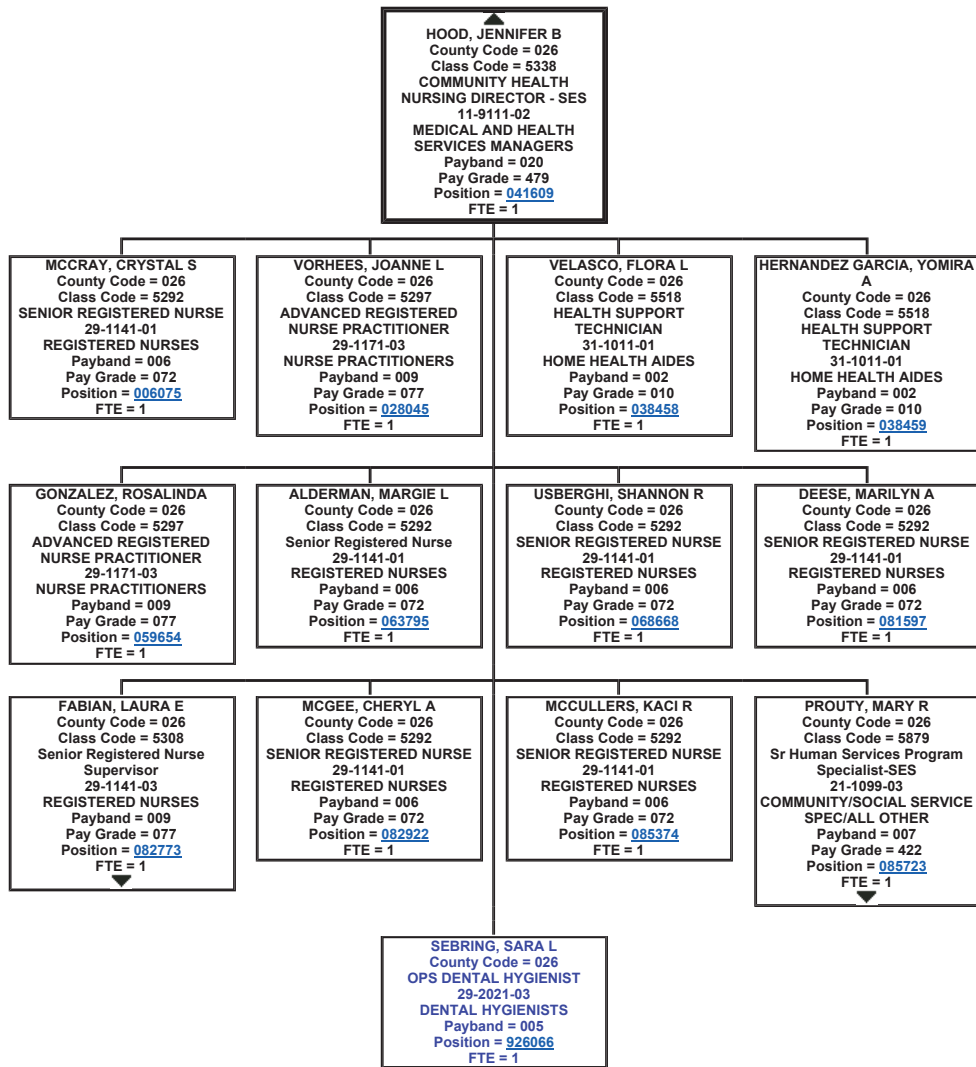 HOOD, JENNIFER B
County Code = 026
Class Code = 5338
COMMUNITY HEALTH
NURSING DIRECTOR - SES
11-9111-02
MEDICAL AND HEALTH
SERVICES MANAGERS
Payband = 020
Pay Grade = 479
Position = 041609
FTE = 1
MCCRAY, CRYSTAL S
County Code = 026
Class Code = 5292
SENIOR REGISTERED NURSE
29-1141-01
REGISTERED NURSES
Payband = 006
Pay Grade = 072
Position = 006075
FTE = 1
VORHEES, JOANNE L
County Code = 026
Class Code = 5297
ADVANCED REGISTERED
NURSE PRACTITIONER
29-1171-03
NURSE PRACTITIONERS
Payband = 009
Pay Grade = 077
Position = 028045
FTE = 1
VELASCO, FLORA L
County Code = 026
Class Code = 5518
HEALTH SUPPORT
TECHNICIAN
31-1011-01
HOME HEALTH AIDES
Payband = 002
Pay Grade = 010
Position = 038458
FTE = 1
HERNANDEZ GARCIA, YOMIRA
A
County Code = 026
Class Code = 5518
HEALTH SUPPORT
TECHNICIAN
31-1011-01
HOME HEALTH AIDES
Payband = 002
Pay Grade = 010
Position = 038459
FTE = 1
GONZALEZ, ROSALINDA
County Code = 026
Class Code = 5297
ADVANCED REGISTERED
NURSE PRACTITIONER
29-1171-03
NURSE PRACTITIONERS
Payband = 009
Pay Grade = 077
Position = 059654
FTE = 1
ALDERMAN, MARGIE L
County Code = 026
Class Code = 5292
Senior Registered Nurse
29-1141-01
REGISTERED NURSES
Payband = 006
Pay Grade = 072
Position = 063795
FTE = 1
USBERGHI, SHANNON R
County Code = 026
Class Code = 5292
SENIOR REGISTERED NURSE
29-1141-01
REGISTERED NURSES
Payband = 006
Pay Grade = 072
Position = 068668
FTE = 1
DEESE, MARILYN A
County Code = 026
Class Code = 5292
SENIOR REGISTERED NURSE
29-1141-01
REGISTERED NURSES
Payband = 006
Pay Grade = 072
Position = 081597
FTE = 1
FABIAN, LAURA E
County Code = 026
Class Code = 5308
Senior Registered Nurse
Supervisor
29-1141-03
REGISTERED NURSES
Payband = 009
Pay Grade = 077
Position = 082773
FTE = 1
MCGEE, CHERYL A
County Code = 026
Class Code = 5292
SENIOR REGISTERED NURSE
29-1141-01
REGISTERED NURSES
Payband = 006
Pay Grade = 072
Position = 082922
FTE = 1
MCCULLERS, KACI R
County Code = 026
Class Code = 5292
SENIOR REGISTERED NURSE
29-1141-01
REGISTERED NURSES
Payband = 006
Pay Grade = 072
Position = 085374
FTE = 1
PROUTY, MARY R
County Code = 026
Class Code = 5879
Sr Human Services Program
Specialist-SES
21-1099-03
COMMUNITY/SOCIAL SERVICE
SPEC/ALL OTHER
Payband = 007
Pay Grade = 422
Position = 085723
FTE = 1
SEBRING, SARA L
County Code = 026
OPS DENTAL HYGIENIST
29-2021-03
DENTAL HYGIENISTS
Payband = 005
Position = 926066
FTE = 1